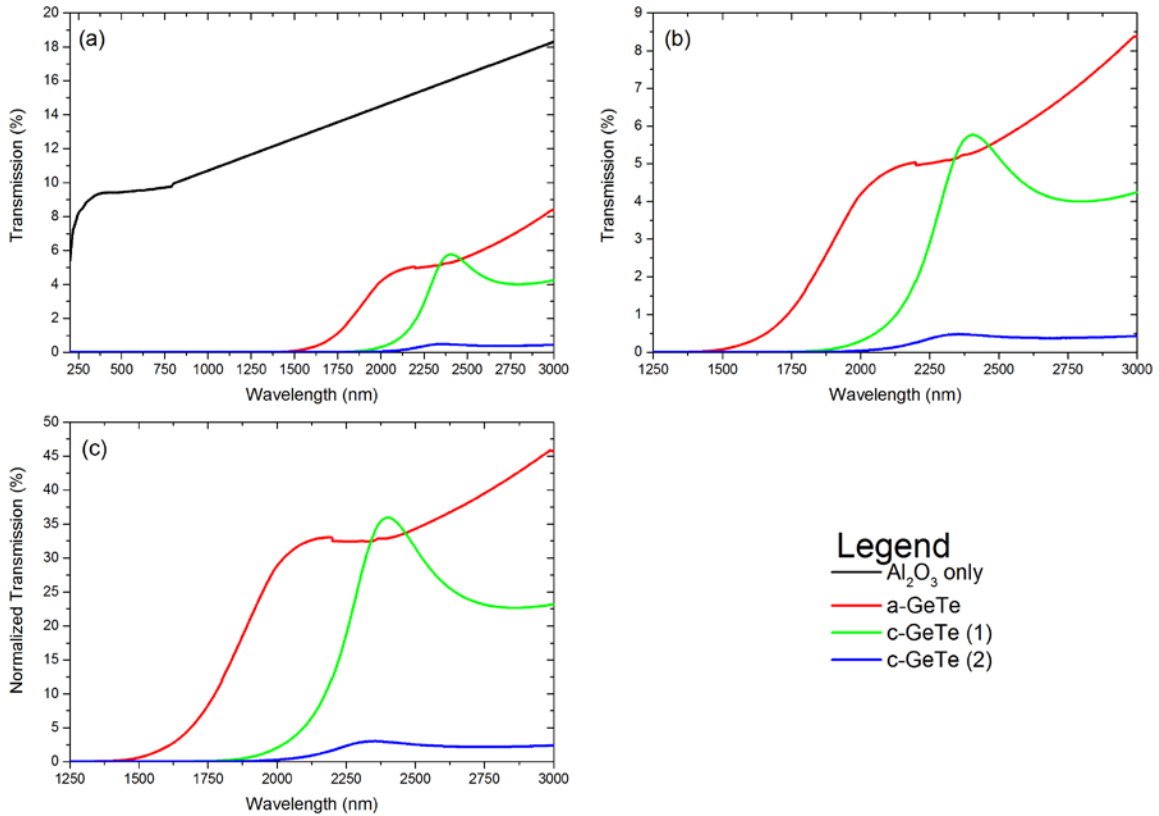 (a)
20
18
16
14
12
10
8
6
4
2
0
Transmission (%)
250 500 750 1000 1250 1500 1750 2000 2250 2500 2750 3000
Wavelength (nm)
(b)
9
8
7
6
5
4
3
2
1
0
Transmission (%)
1250 1500 1750 2000 2250 2500 2750 3000
Wavelength (nm)
(c)
50
45
40
35
30
25
20
15
10
5
0
Normalized Transmission (%)
1250 1500 1750 2000 2250 2500 2750 3000
Wavelength (nm)
Legend
Al₂O₃ only
a-GeTe
c-GeTe (1)
c-GeTe (2)